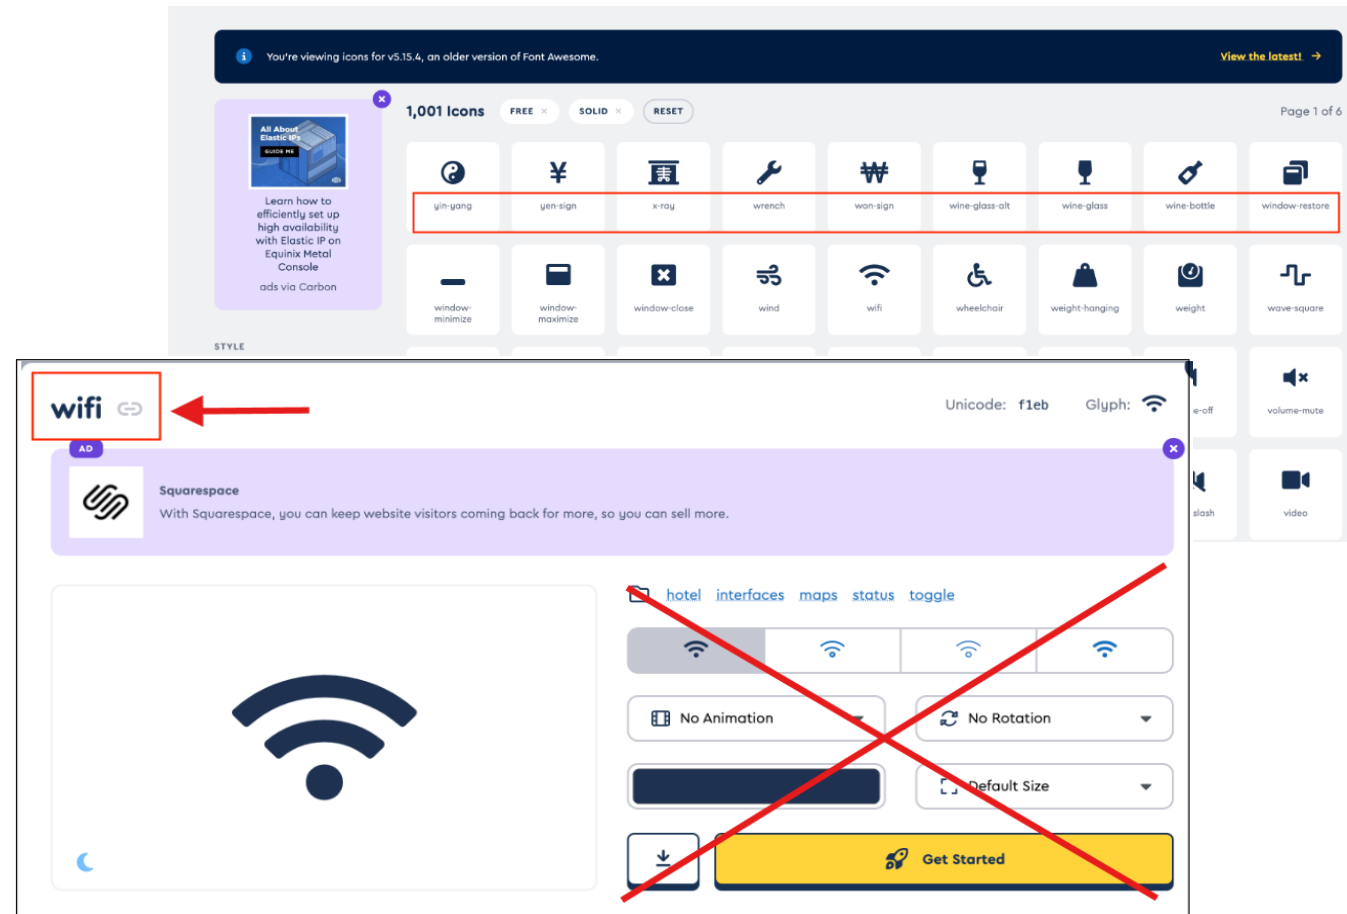 You're viewing icons for v5.15.4, an older version of Font Awesome.
View the latest!
1,001 Icons
FREE
SOLID
RESET
Page 1 of 6
All About
Elastic IPs
GUIDE ME
Learn how to
efficiently set up
high availability
with Elastic IP on
Equinix Metal
Console
ads via Carbon
STYLE
yin-yang
yen-sign
x-ray
wrench
won-sign
wine-glass-alt
wine-glass
wine-bottle
window-restore
window-
minimize
window-
maximize
window-close
wind
wifi
wheelchair
weight-hanging
weight
wave-square
e-off
volume-mute
slash
video
wifi
Unicode: f1eb
Glyph:
AD
Squarespace
With Squarespace, you can keep website visitors coming back for more, so you can sell more.
hotel interfaces maps status toggle
No Animation
No Rotation
Default Size
Get Started